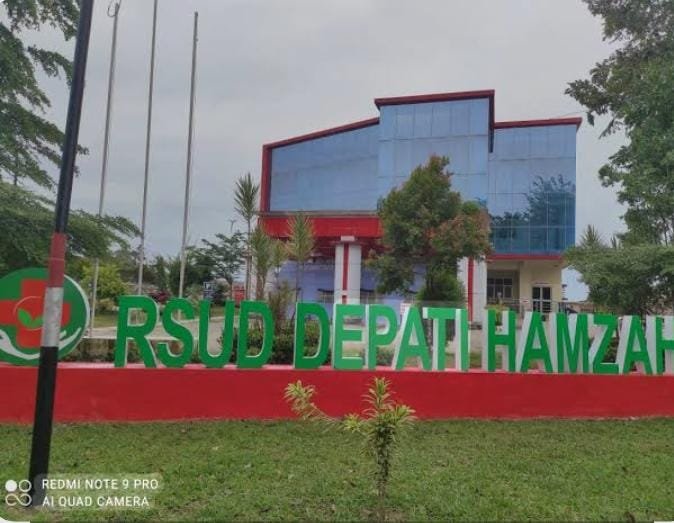 RSUD DEPATI HAMZAH
REDMI NOTE 9 PRO
AI QUAD CAMERA